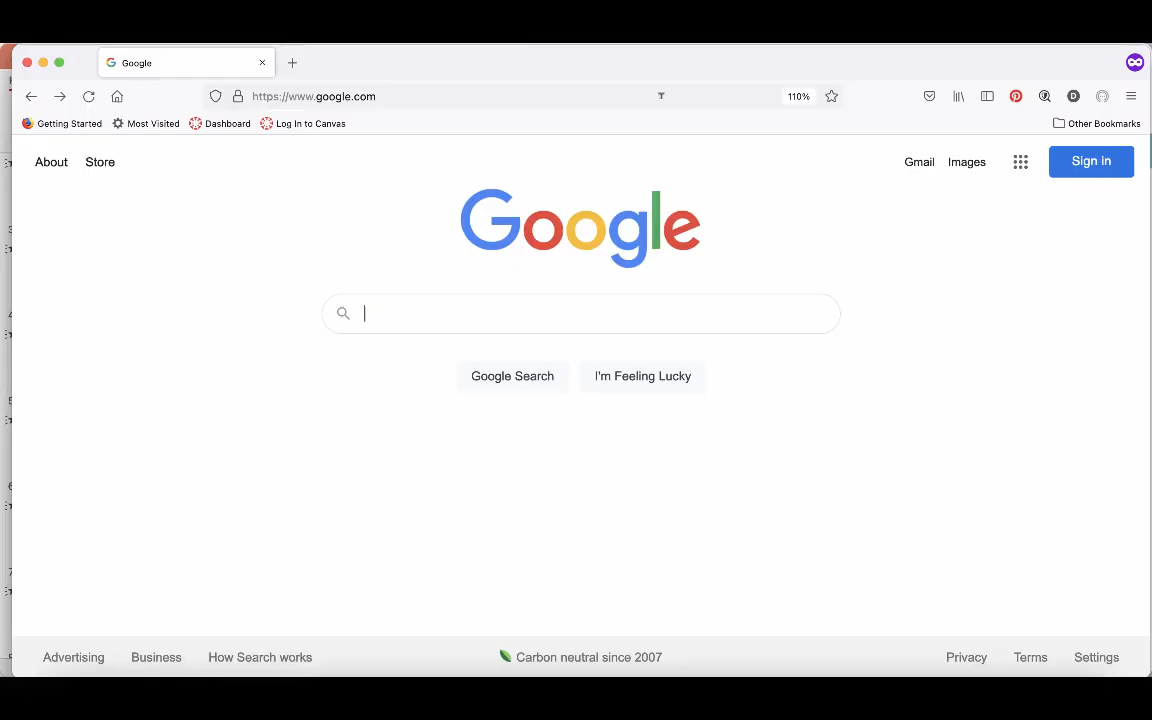 Google
https://www.google.com
110%
Getting Started
Most Visited
Dashboard
Log In to Canvas
Other Bookmarks
About
Store
Gmail
Images
Sign in
Google
Google Search
I'm Feeling Lucky
Advertising
Business
How Search works
Carbon neutral since 2007
Privacy
Terms
Settings